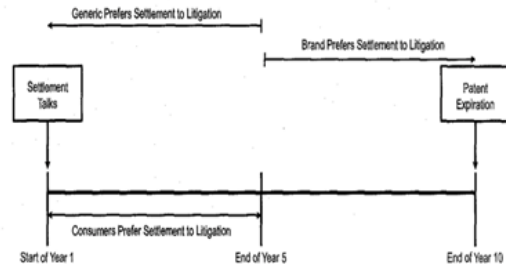 Generic Prefers Settlement to Litigation
Brand Prefers Settlement to Litigation
Settlement
Talks
Patent
Expiration
Consumers Prefer Settlement to Litigation
Start of Year 1
End of Year 5
End of Year 10